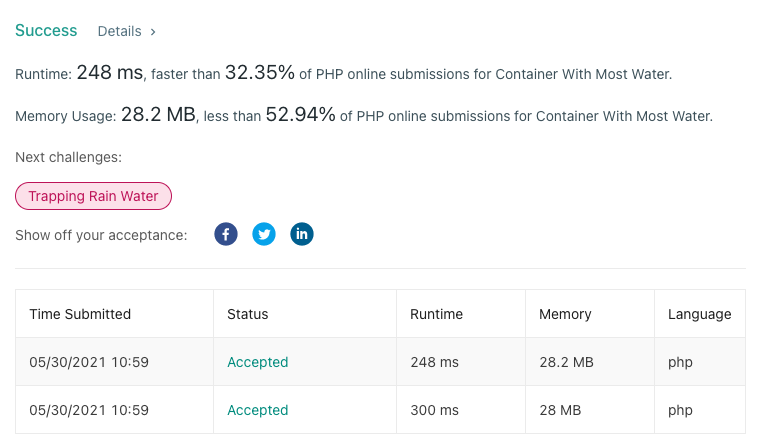 Success Details >
Runtime: 248 ms, faster than 32.35% of PHP online submissions for Container With Most Water.
Memory Usage: 28.2 MB, less than 52.94% of PHP online submissions for Container With Most Water.
Next challenges:
Trapping Rain Water
Show off your acceptance:
Time Submitted Status Runtime Memory Language
05/30/2021 10:59 Accepted 248 ms 28.2 MB php
05/30/2021 10:59 Accepted 300 ms 28 MB php